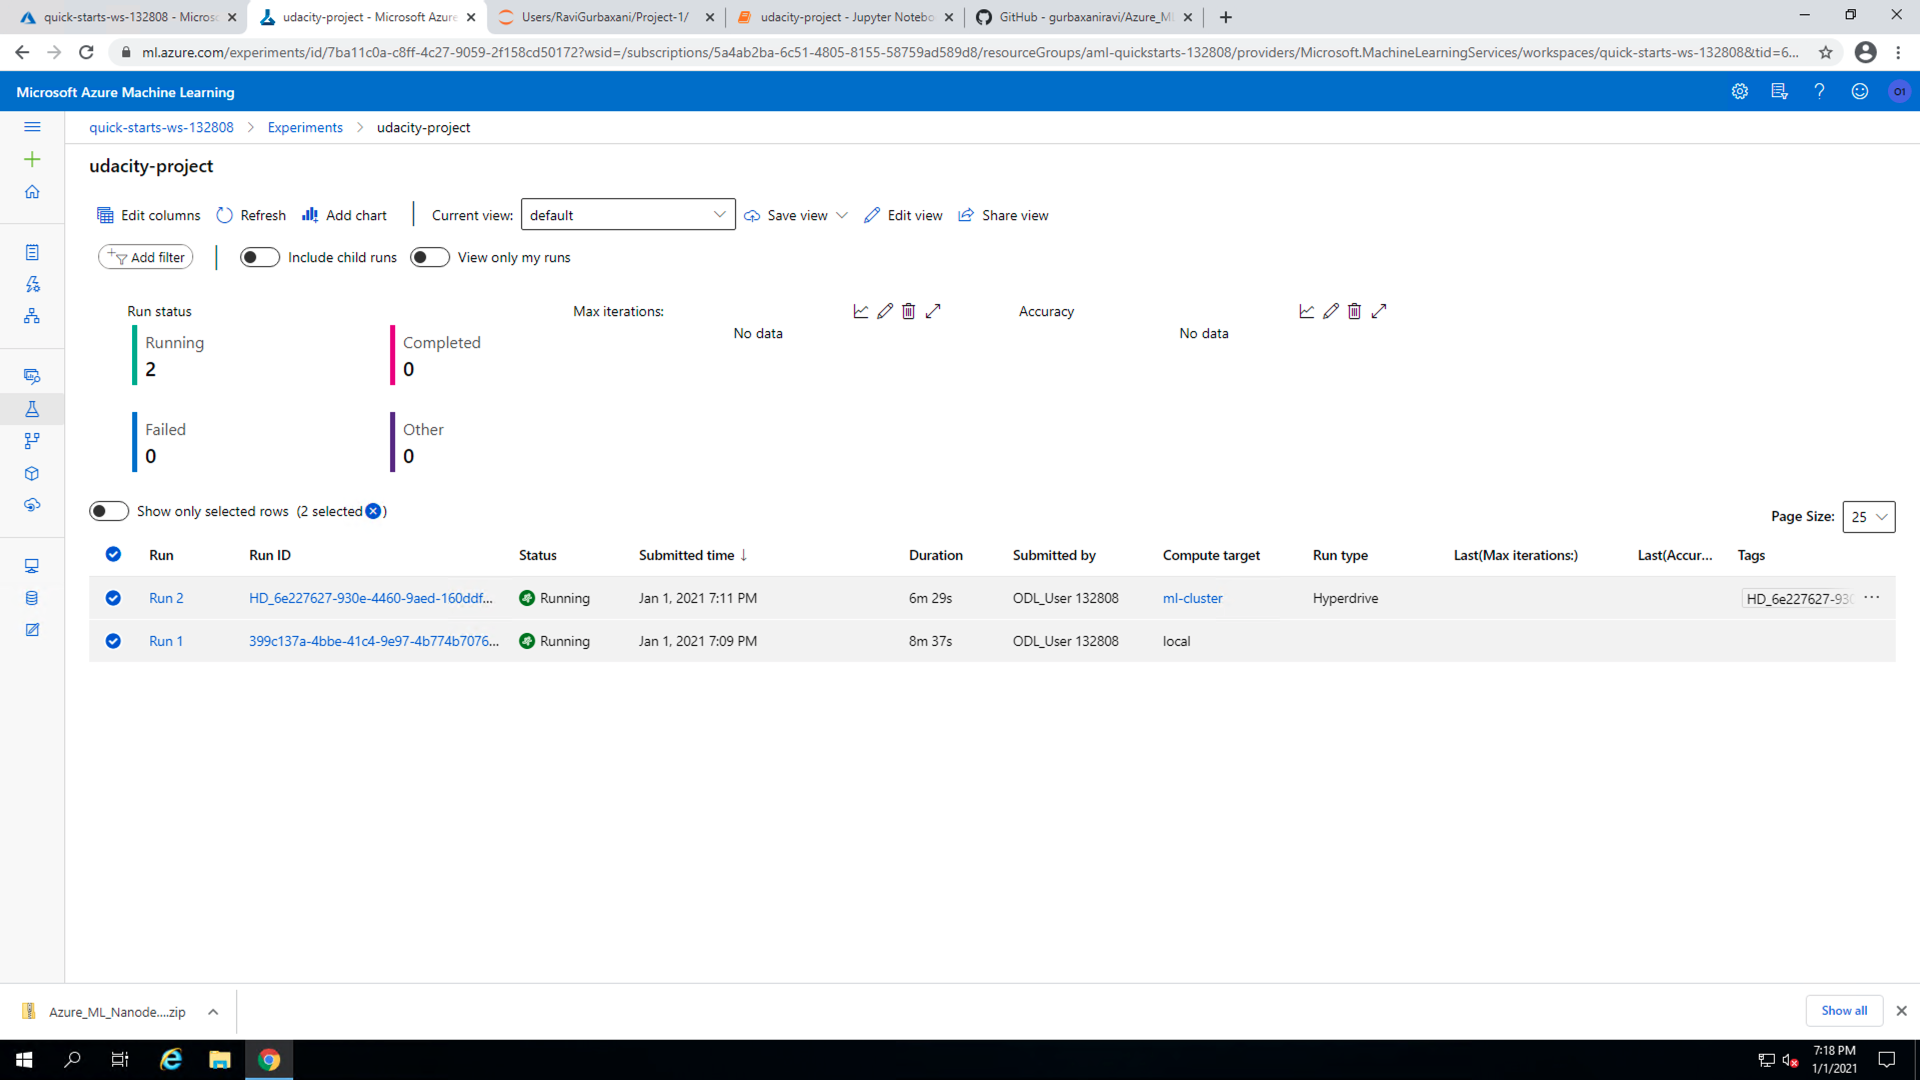 quick-starts-ws-132808 - Micros
udacity-project - Microsoft Azure
Users/RaviGurbaxani/Project-1/
udacity-project - Jupyter Notebo
GitHub - gurbaxaniravi/Azure_M
ml.azure.com/experiments/id/7ba11c0a-c8ff-4c27-9059-2f158cd50172?wsid=/subscriptions/5a4ab2ba-6c51-4805-8155-58759ad589d8/resourceGroups/aml-quickstarts-132808/providers/Microsoft.MachineLearningServices/workspaces/quick-starts-ws-132808&tid=6...
Microsoft Azure Machine Learning
O1
quick-starts-ws-132808 > Experiments > udacity-project
udacity-project
Edit columns Refresh Add chart Current view: default Save view Edit view Share view
Add filter Include child runs View only my runs
Run status Max iterations: Accuracy
No data No data
Running Completed
2 0
Failed Other
0 0
Show only selected rows (2 selected )
Page Size: 25
Run Run ID Status Submitted time ↓ Duration Submitted by Compute target Run type Last(Max iterations:) Last(Accur... Tags
Run 2 HD_6e227627-930e-4460-9aed-160ddf... Running Jan 1, 2021 7:11 PM 6m 29s ODL_User 132808 ml-cluster Hyperdrive HD_6e227627-930 ...
Run 1 399c137a-4bbe-41c4-9e97-4b774b7076... Running Jan 1, 2021 7:09 PM 8m 37s ODL_User 132808 local
Azure_ML_Nanode....zip
Show all
7:18 PM
1/1/2021